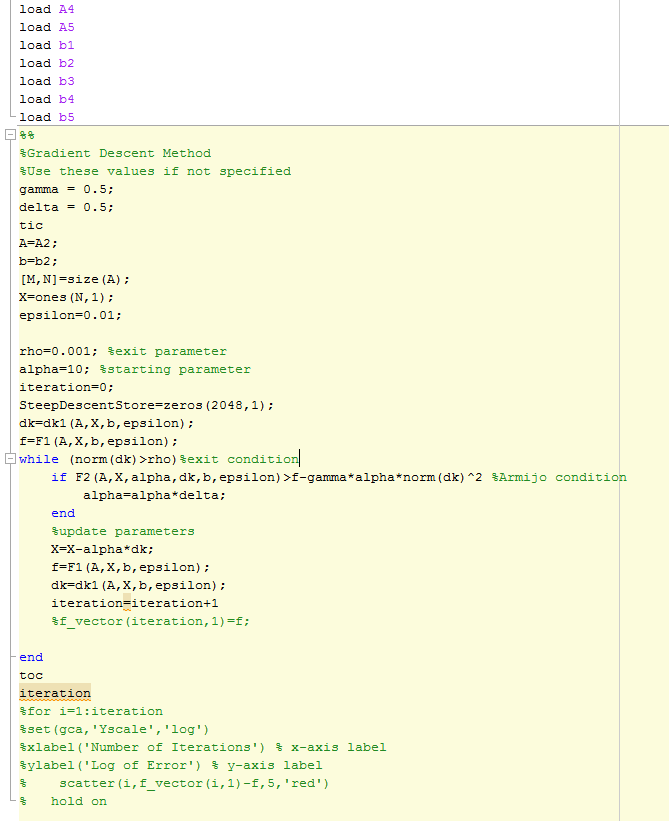 load A4
load A5
load b1
load b2
load b3
load b4
load b5
%%
%Gradient Descent Method
%Use these values if not specified
gamma = 0.5;
delta = 0.5;
tic
A=A2;
b=b2;
[M,N]=size(A);
X=ones(N,1);
epsilon=0.01;
rho=0.001; %exit parameter
alpha=10; %starting parameter
iteration=0;
SteepDescentStore=zeros(2048,1);
dk=dk1(A,X,b,epsilon);
f=F1(A,X,b,epsilon);
while (norm(dk)>rho)%exit condition
    if F2(A,X,alpha,dk,b,epsilon)>f-gamma*alpha*norm(dk)^2 %Armijo condition
        alpha=alpha*delta;
    end
    %update parameters
    X=X-alpha*dk;
    f=F1(A,X,b,epsilon);
    dk=dk1(A,X,b,epsilon);
    iteration=iteration+1
    %f_vector(iteration,1)=f;
end
toc
iteration
%for i=1:iteration
%set(gca,'Yscale','log')
%xlabel('Number of Iterations') % x-axis label
%ylabel('Log of Error') % y-axis label
%    scatter(i,f_vector(i,1)-f,5,'red')
%   hold on